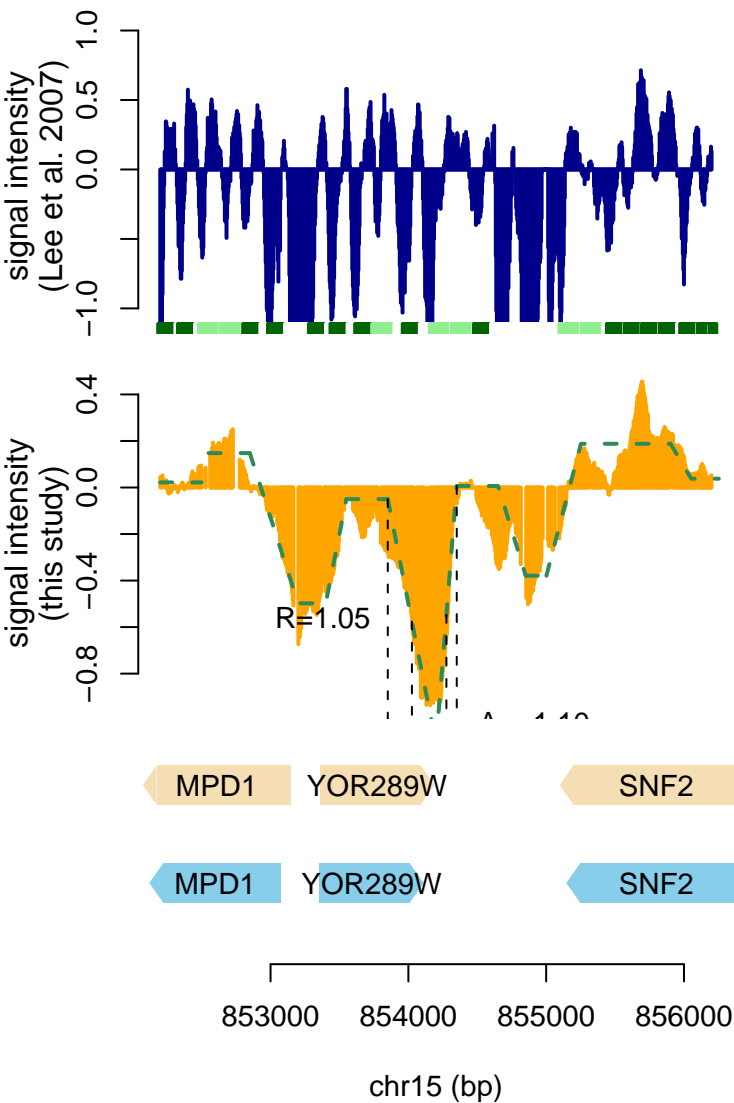 signal intensity
(Lee et al. 2007)
1.0
0.5
0.0
−1.0
signal intensity
(this study)
0.4
0.0
−0.4
−0.8
R=1.05
MPD1
YOR289W
SNF2
MPD1
YOR289W
SNF2
853000
854000
855000
856000
chr15 (bp)